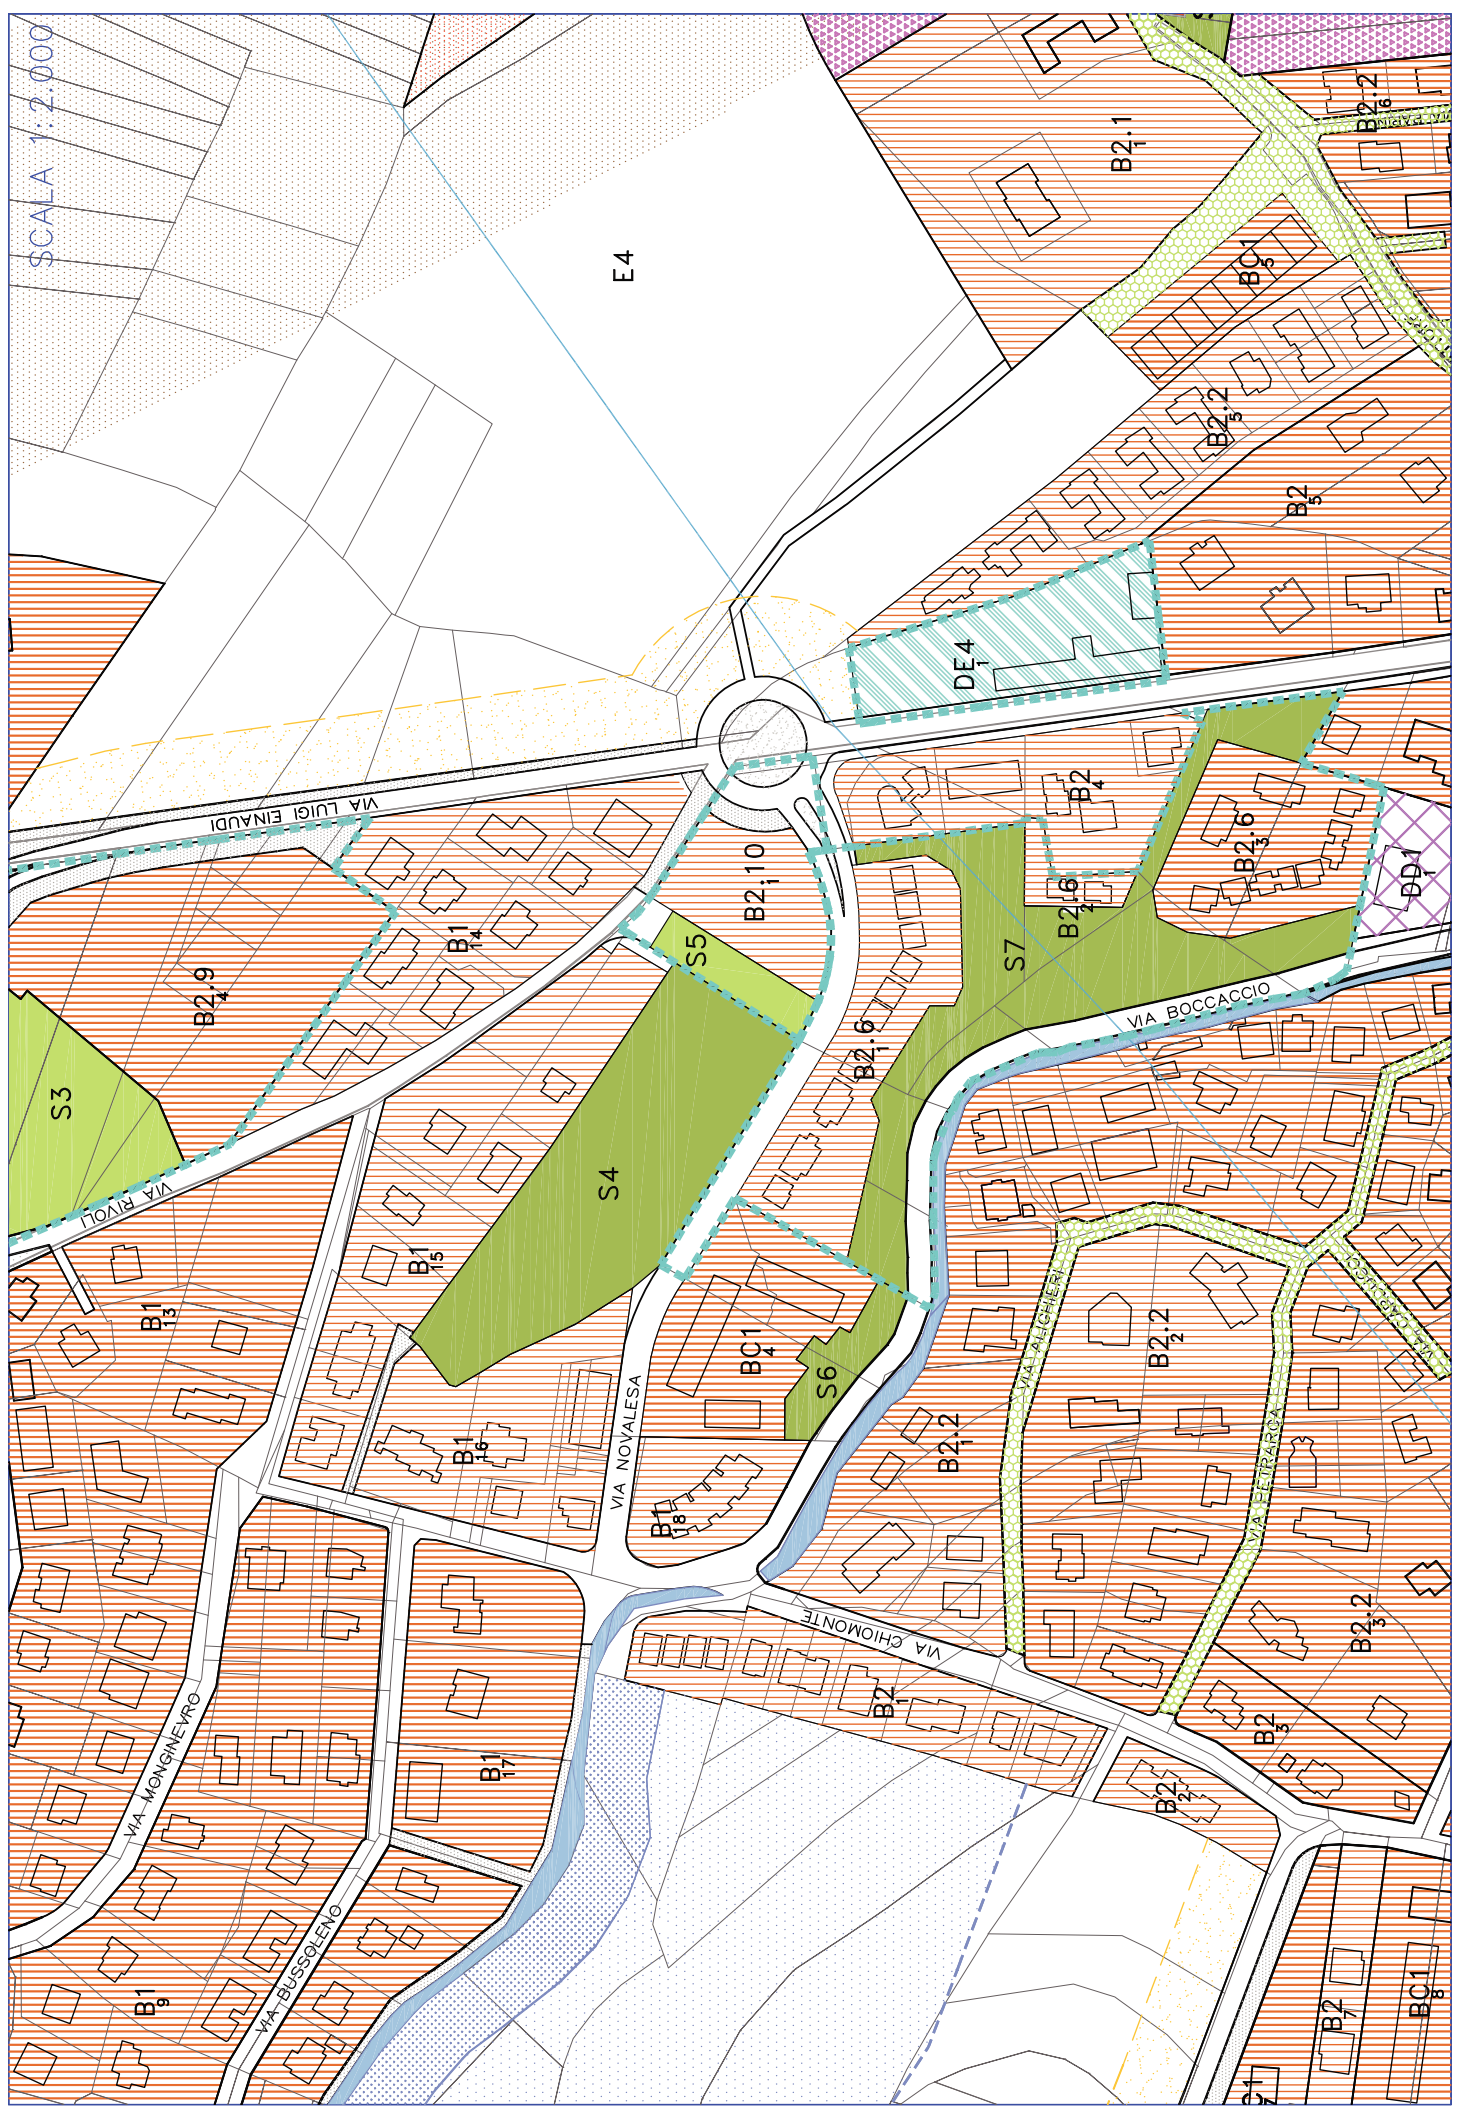 SCALA 1:2.000
E4
B2.1
1
B2.2
6
BC1
5
B2.2
5
B2
5
DE4
1
VIA LUIGI EINAUDI
B2
4
B2.6
3
DD1
1
B2.10
1
B1
14
S5
S7
B2.6
2
B2.9
4
S3
VIA RIVOLI
B2.6
1
VIA BOCCACCIO
S4
B1
15
B1
13
BC1
4
S6
VIA ALIGHIERI
B2.2
2
VIA CARDUCCI
B1
16
VIA NOVALESA
B1
18
B2.2
1
VIA PETRARCA
VIA CHIOMONTE
B2
1
B2.2
3
B2
3
VIA MONGINEVRO
B1
17
B2
2
VIA BUSSOLENO
B1
9
B2
7
BC1
8